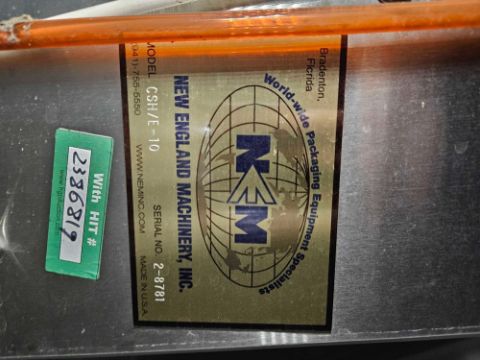 Bradenton,
Florida
World-wide Packaging Equipment Specialists
NEM
NEW ENGLAND MACHINERY, INC.
MODEL CSH/E-10 SERIAL NO. 2-8781
(941)-755-5550 WWW.NEMINC.COM MADE IN U.S.A.
With HIT #
2386819